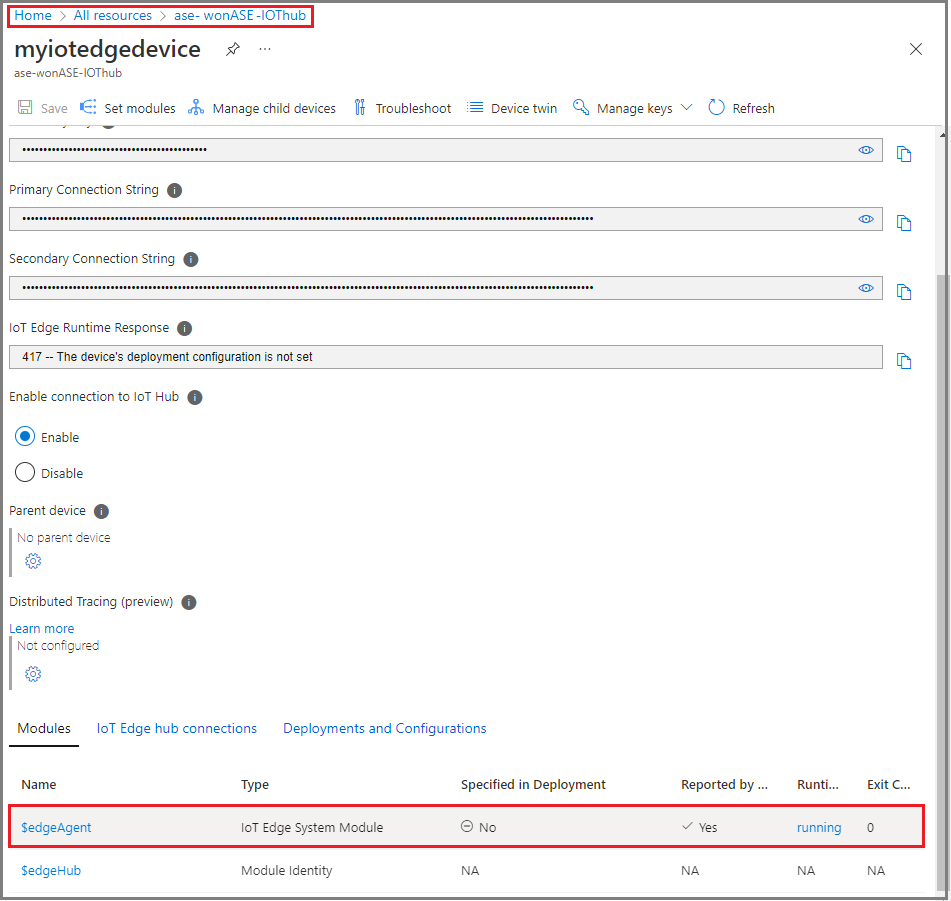 Home > All resources > ase- wonASE -IOThub
myiotedgedevice ...
ase-wonASE-IOThub
Save Set modules Manage child devices Troubleshoot Device twin Manage keys Refresh
Primary Connection String
Secondary Connection String
IoT Edge Runtime Response
417 -- The device's deployment configuration is not set
Enable connection to IoT Hub
Enable
Disable
Parent device
No parent device
Distributed Tracing (preview)
Learn more
Not configured
Modules IoT Edge hub connections Deployments and Configurations
Name Type Specified in Deployment Reported by ... Runti... Exit C...
$edgeAgent IoT Edge System Module No Yes running 0
$edgeHub Module Identity NA NA NA NA